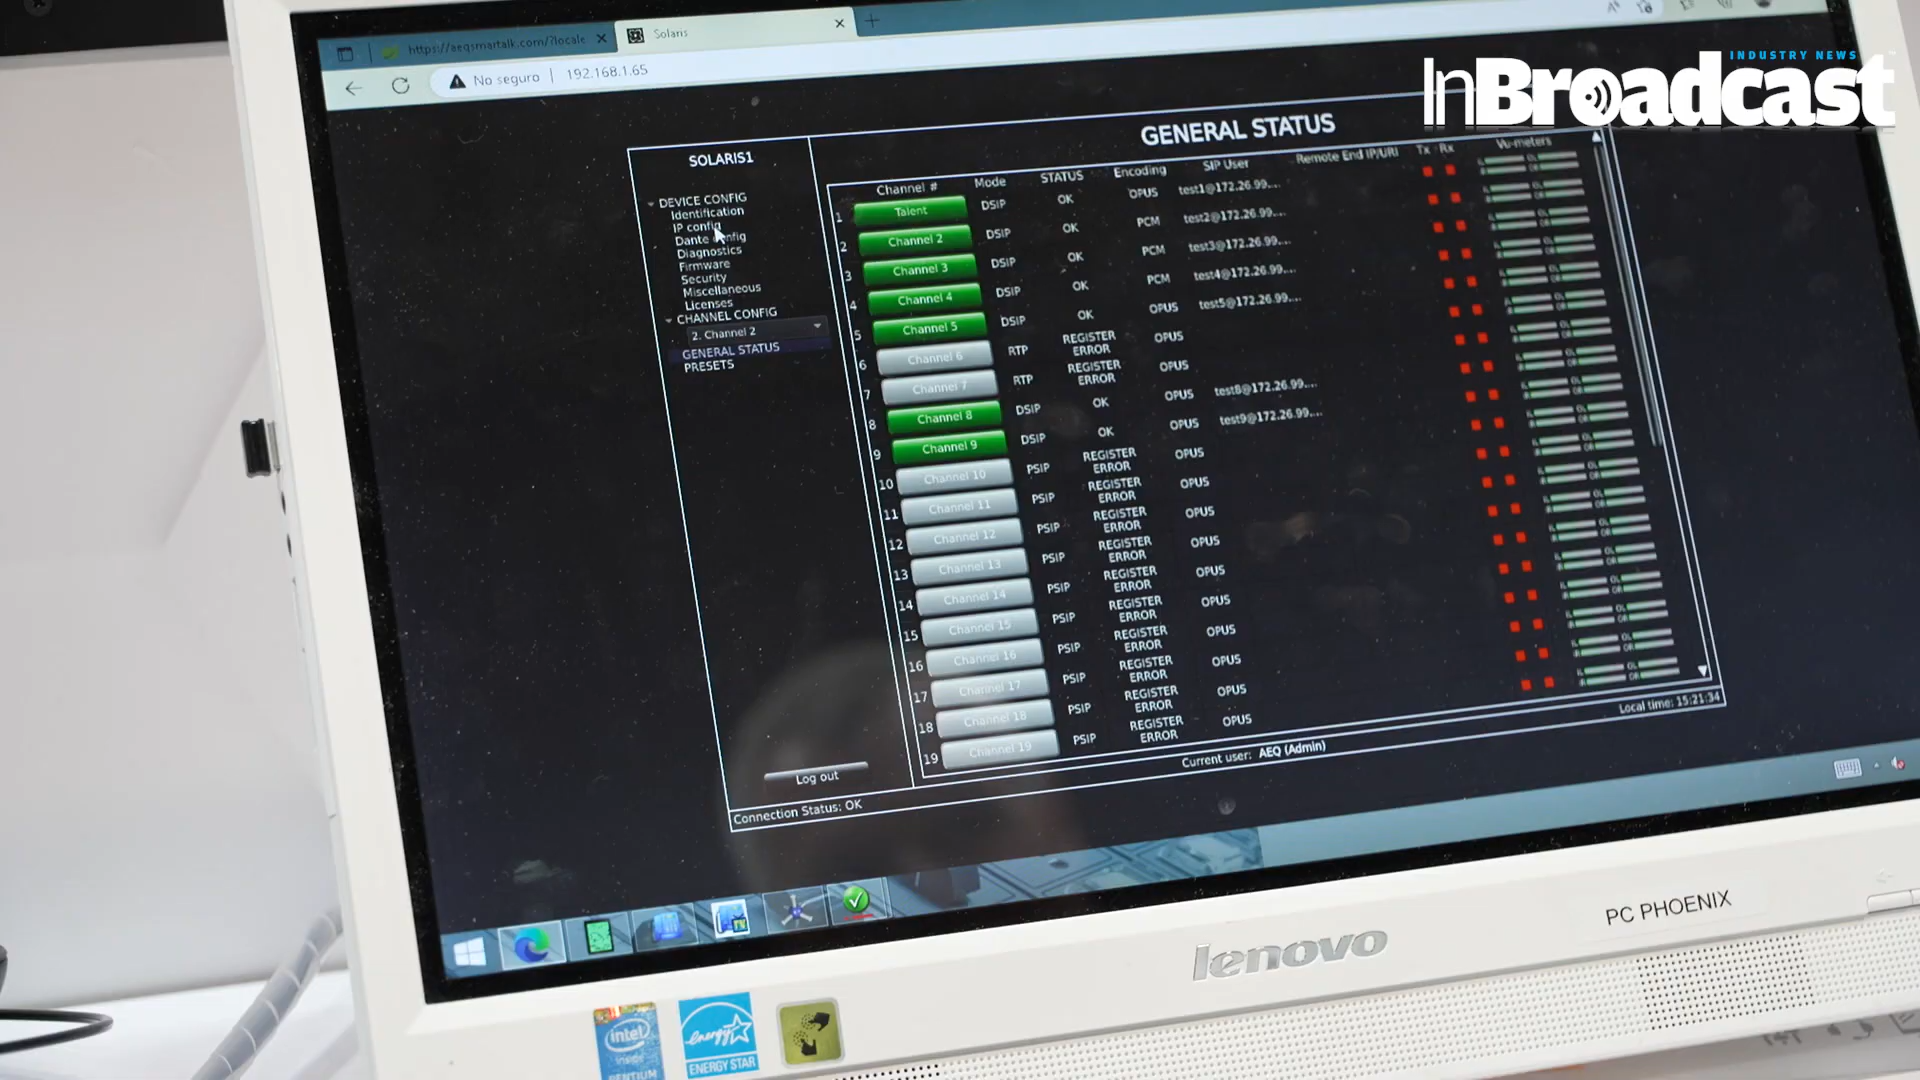 https://aeqsmartalk.com/?locale
Solaris
No seguro | 192.168.1.65
INDUSTRY NEWS
InBroadcast
SOLARIS1
DEVICE CONFIG
Identification
IP config
Dante config
Diagnostics
Firmware
Security
Miscellaneous
Licenses
CHANNEL CONFIG
2. Channel 2
GENERAL STATUS
PRESETS
Log out
Connection Status: OK
GENERAL STATUS
Channel # Mode STATUS Encoding SIP User Remote End IP/URI Tx Rx Vu-meters
1 Talent DSIP OK OPUS test1@172.26.99....
2 Channel 2 DSIP OK PCM test2@172.26.99....
3 Channel 3 DSIP OK PCM test3@172.26.99....
4 Channel 4 DSIP OK PCM test4@172.26.99....
5 Channel 5 DSIP OK OPUS test5@172.26.99....
6 Channel 6 RTP REGISTER ERROR OPUS
7 Channel 7 RTP REGISTER ERROR OPUS
8 Channel 8 DSIP OK OPUS test8@172.26.99....
9 Channel 9 DSIP OK OPUS test9@172.26.99....
10 Channel 10 PSIP REGISTER ERROR OPUS
11 Channel 11 PSIP REGISTER ERROR OPUS
12 Channel 12 PSIP REGISTER ERROR OPUS
13 Channel 13 PSIP REGISTER ERROR OPUS
14 Channel 14 PSIP REGISTER ERROR OPUS
15 Channel 15 PSIP REGISTER ERROR OPUS
16 Channel 16 PSIP REGISTER ERROR OPUS
17 Channel 17 PSIP REGISTER ERROR OPUS
18 Channel 18 PSIP REGISTER ERROR OPUS
19 Channel 19 PSIP REGISTER ERROR OPUS
Current user: AEQ (Admin)
Local time: 15:21:34
lenovo
PC PHOENIX
intel
inside
PENTIUM
energy
ENERGY STAR